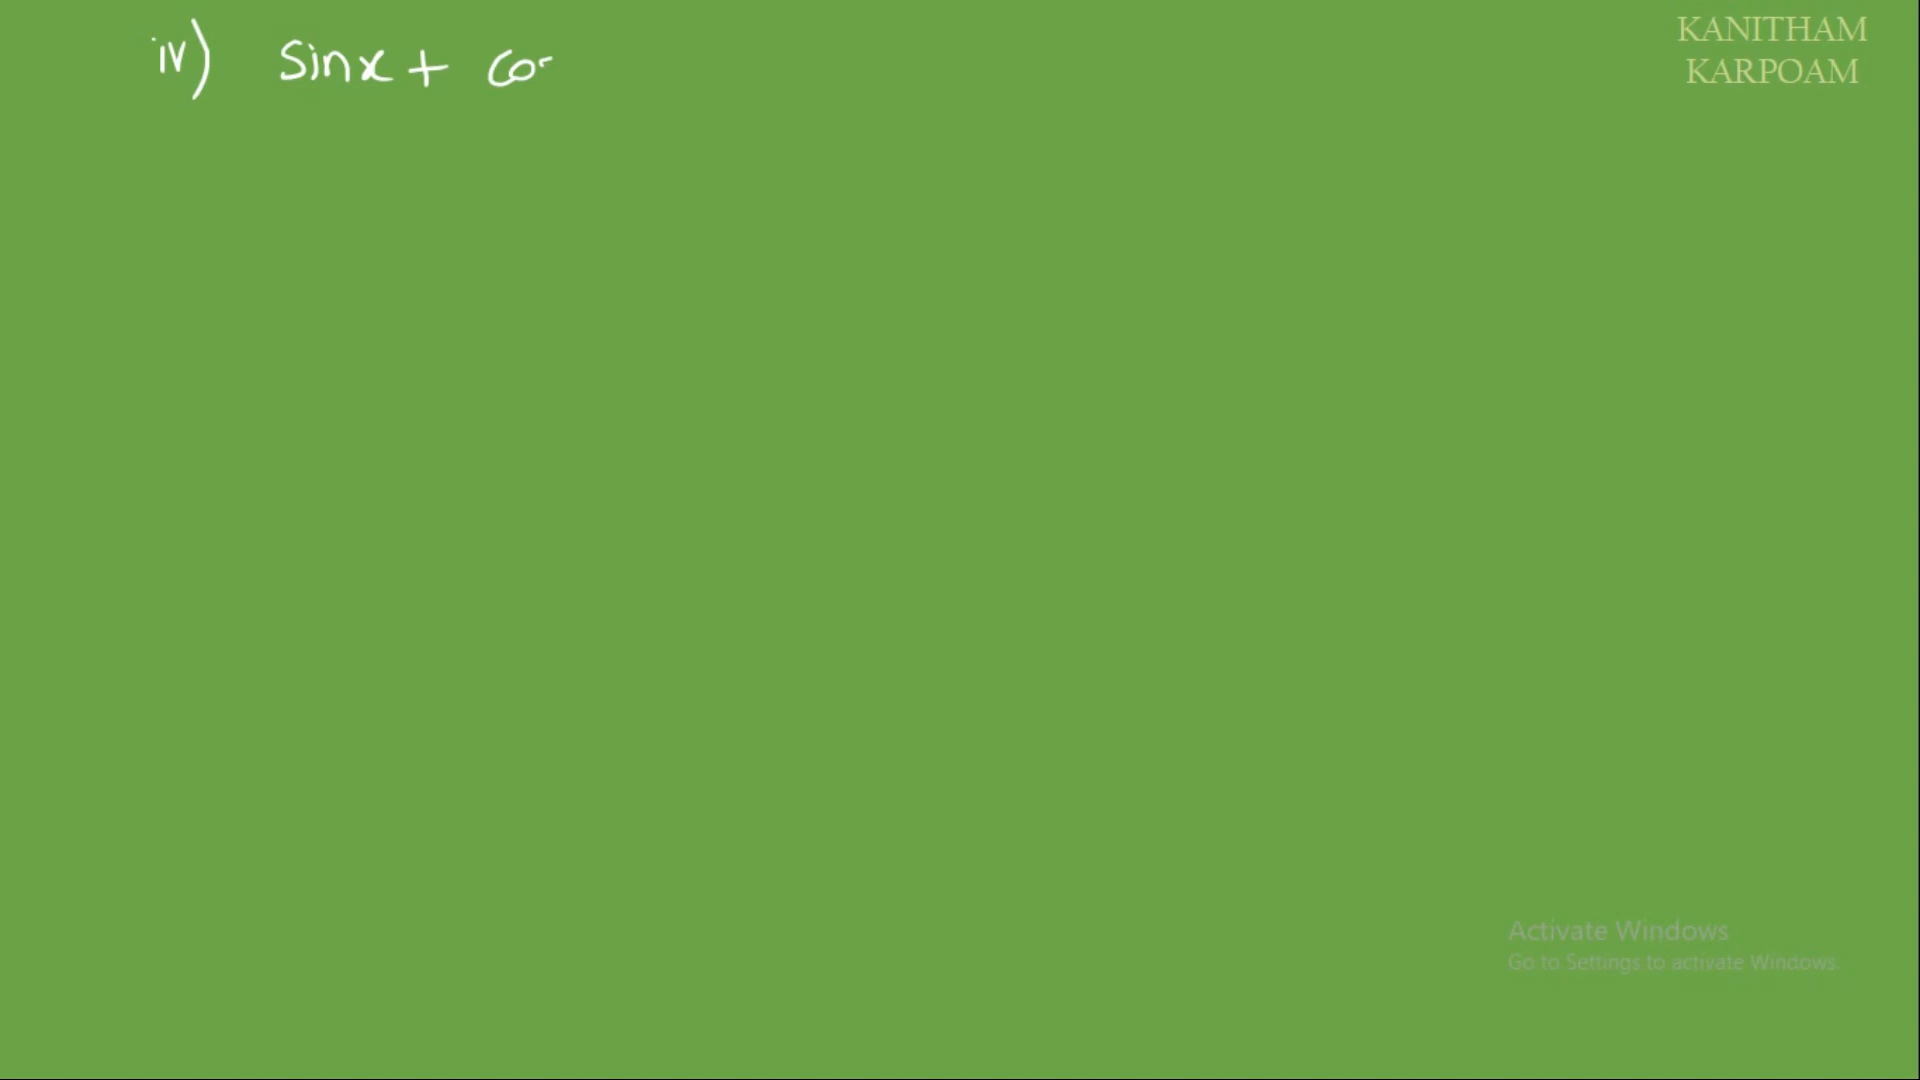 iv) Sinx + co
KANITHAM
KARPOAM
Activate Windows
Go to Settings to activate Windows.